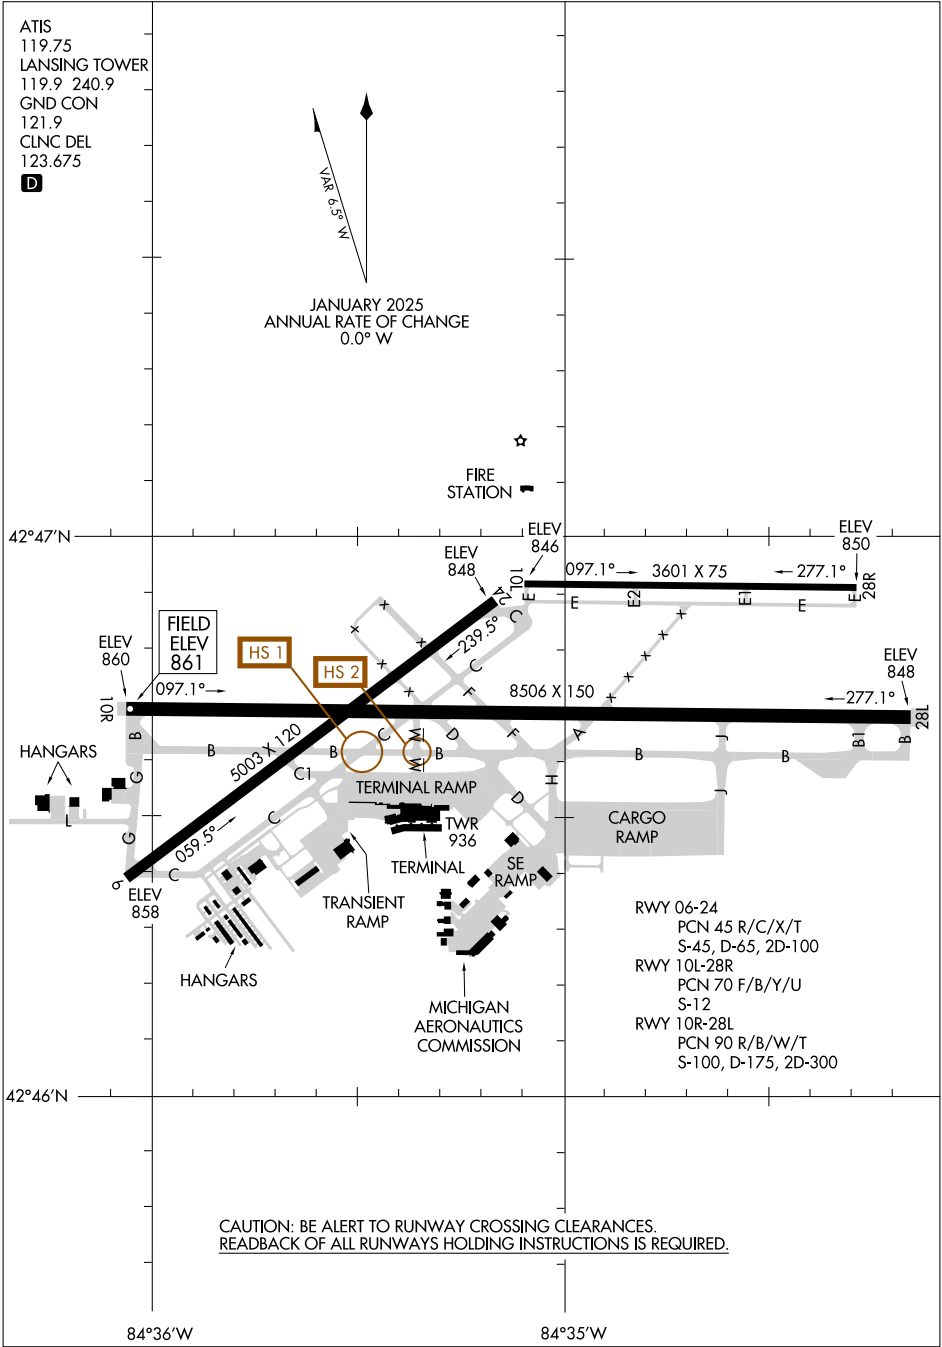 ATIS
119.75
LANSING TOWER
119.9 240.9
GND CON
121.9
CLNC DEL
123.675
D
VAR 6.5° W
JANUARY 2025
ANNUAL RATE OF CHANGE
0.0° W
FIRE
STATION
42°47'N
ELEV
846
ELEV
850
ELEV
848
10L
097.1°
3601 X 75
277.1°
28R
24
E
E
E2
E1
E
E
C
X
X
X
X
X
X
X
X
X
X
239.5°
FIELD
ELEV
861
ELEV
860
HS 1
HS 2
C
F
ELEV
848
10R
097.1°
8506 X 150
277.1°
28L
B
B
5003 X 120
B
C
W
W
B
D
F
A
B
J
B
B1
B
HANGARS
G
C1
TERMINAL RAMP
H
J
L
G
059.5°
C
D
TWR
936
CARGO
RAMP
TERMINAL
SE
RAMP
6
C
ELEV
858
TRANSIENT
RAMP
HANGARS
MICHIGAN
AERONAUTICS
COMMISSION
RWY 06-24
PCN 45 R/C/X/T
S-45, D-65, 2D-100
RWY 10L-28R
PCN 70 F/B/Y/U
S-12
RWY 10R-28L
PCN 90 R/B/W/T
S-100, D-175, 2D-300
42°46'N
CAUTION: BE ALERT TO RUNWAY CROSSING CLEARANCES.
READBACK OF ALL RUNWAYS HOLDING INSTRUCTIONS IS REQUIRED.
84°36'W
84°35'W